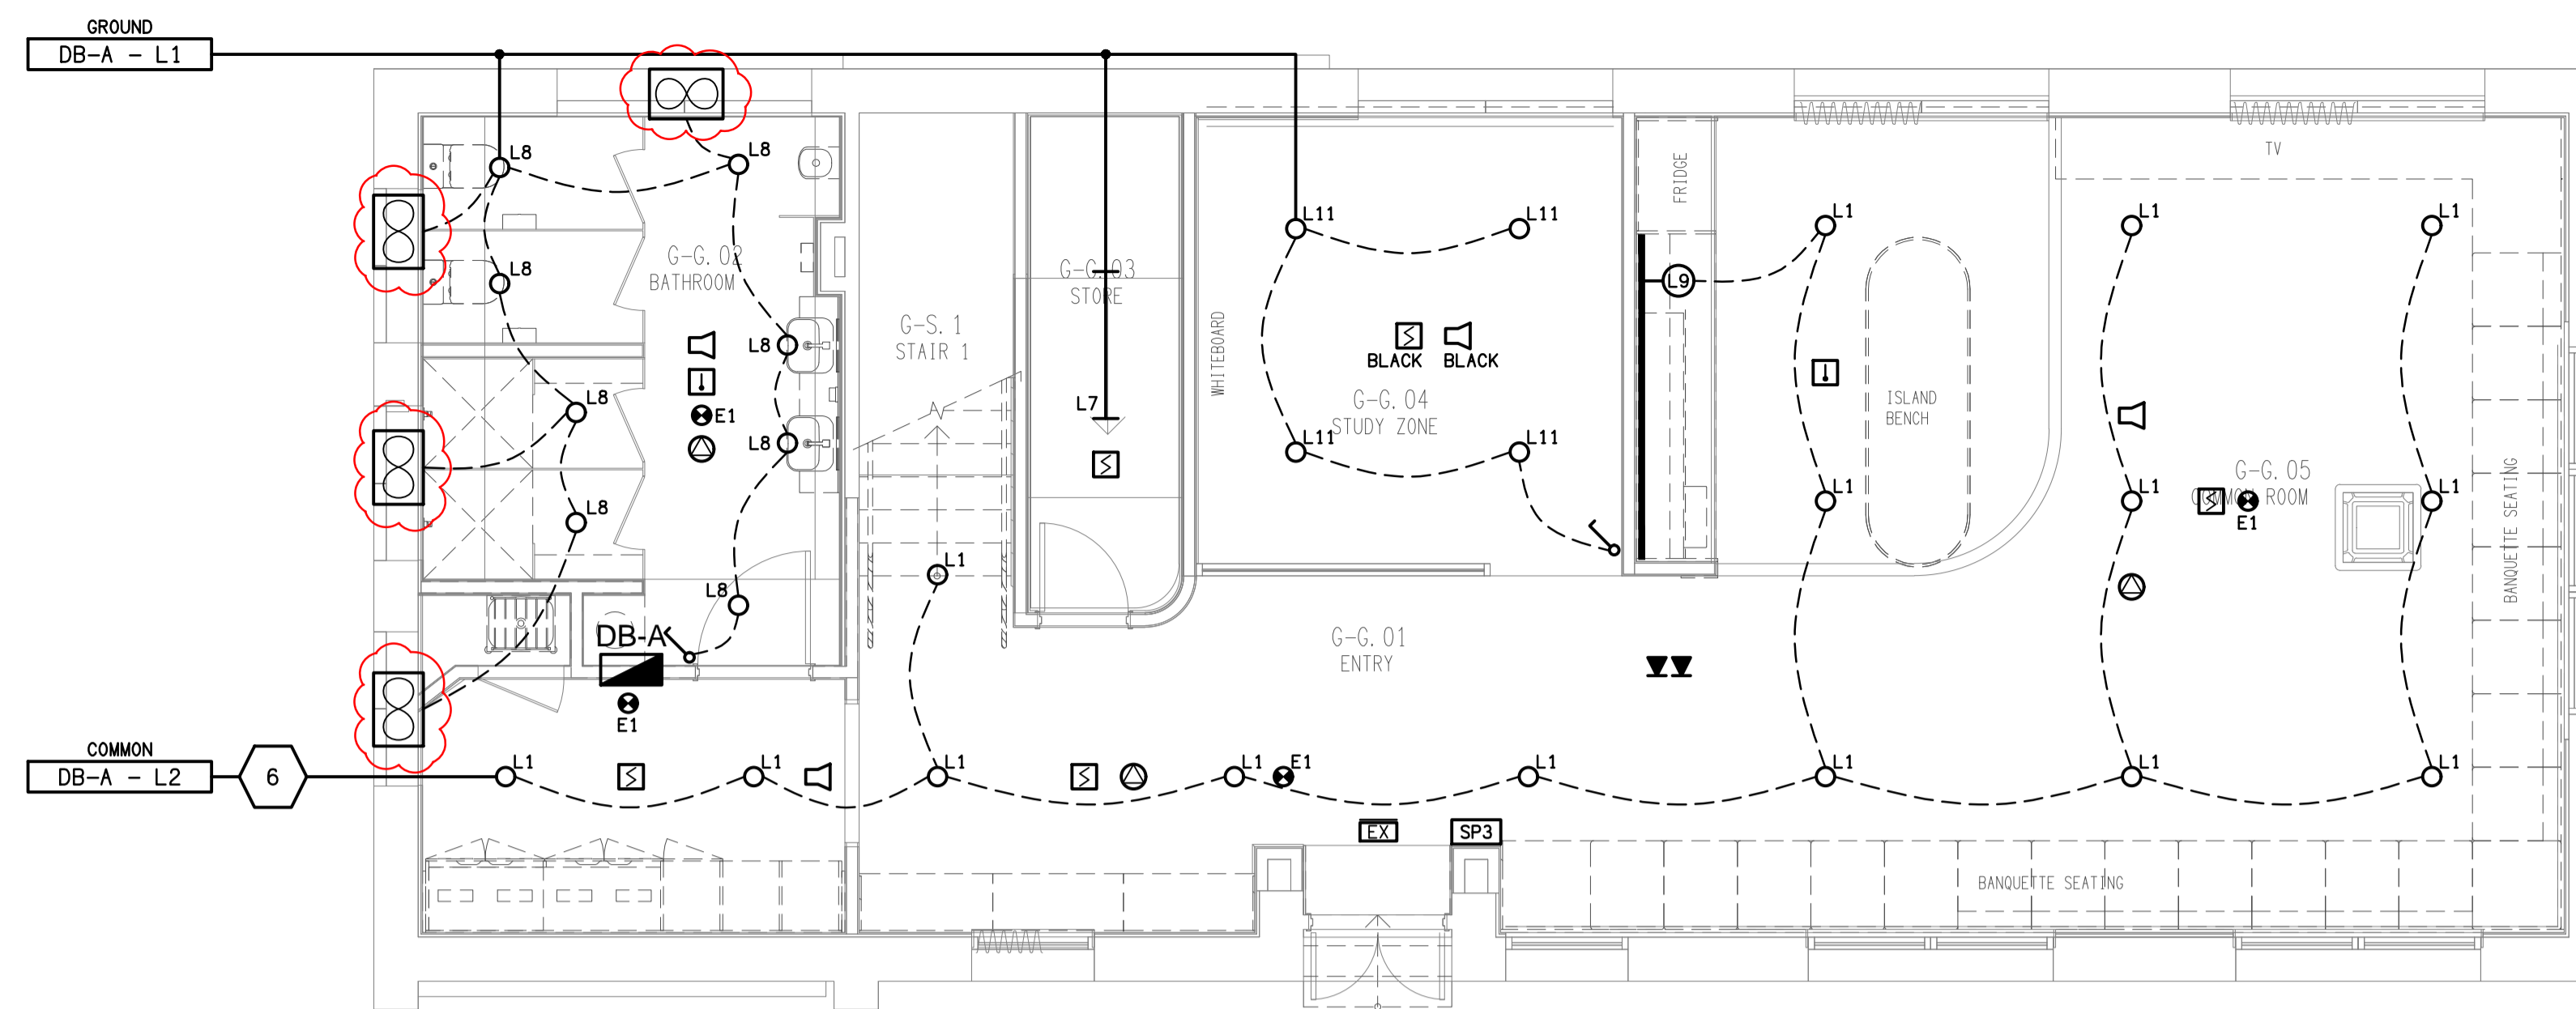 GROUND
DB-A - L1
L8
L8
L8
G-G.02
BATHROOM
L8
L8
E1
L8
L8
L8
DB-A
E1
G-S.1
STAIR 1
L1
G-G.03
STORE
L7
WHITEBOARD
L11
L11
BLACK
BLACK
G-G.04
STUDY ZONE
L11
L11
FRIDGE
L9
L1
L1
L1
TV
ISLAND
BENCH
G-G.05
COMMON ROOM
L1
L1
L1
E1
BANQUETTE SEATING
G-G.01
ENTRY
COMMON
DB-A - L2
6
L1
L1
L1
L1
E1
L1
L1
L1
L1
EX
SP3
BANQUETTE SEATING